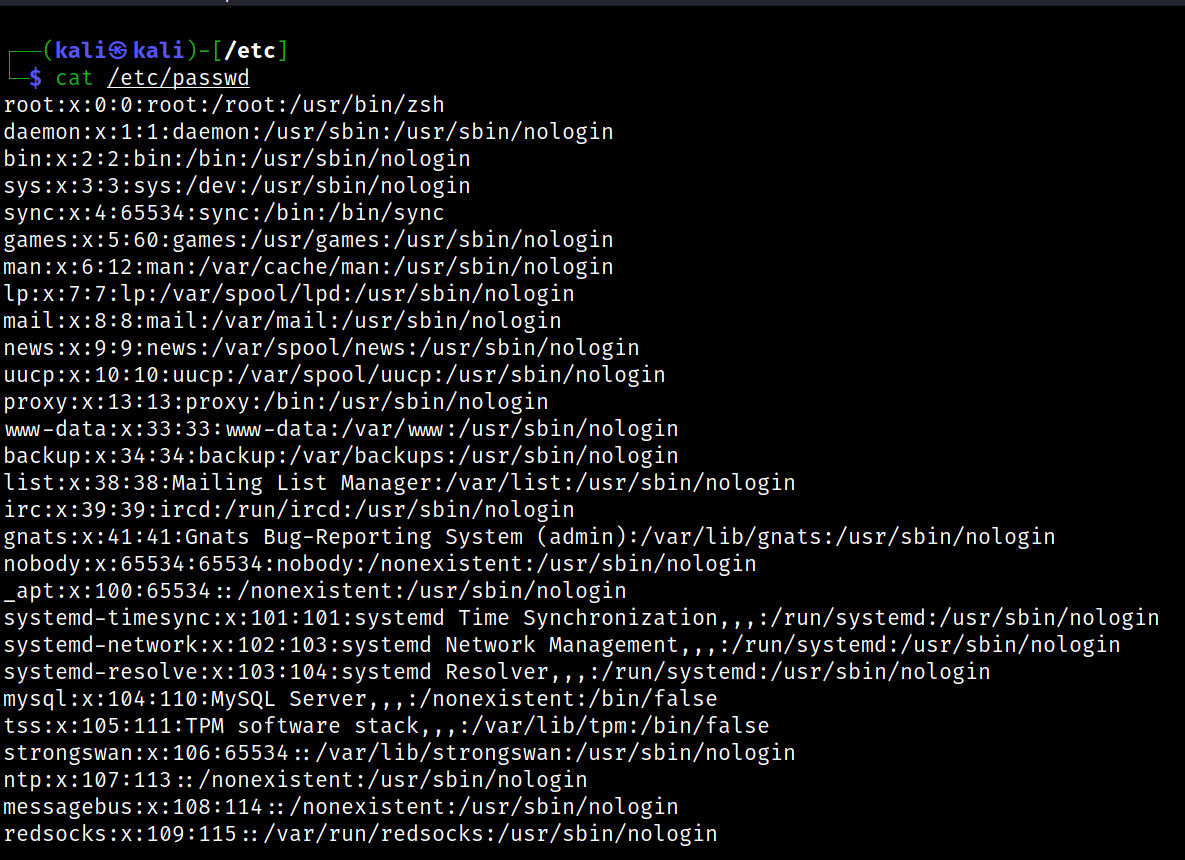 ┌──(kali㉿kali)-[/etc]
└─$ cat /etc/passwd
root:x:0:0:root:/root:/usr/bin/zsh
daemon:x:1:1:daemon:/usr/sbin:/usr/sbin/nologin
bin:x:2:2:bin:/bin:/usr/sbin/nologin
sys:x:3:3:sys:/dev:/usr/sbin/nologin
sync:x:4:65534:sync:/bin:/bin/sync
games:x:5:60:games:/usr/games:/usr/sbin/nologin
man:x:6:12:man:/var/cache/man:/usr/sbin/nologin
lp:x:7:7:lp:/var/spool/lpd:/usr/sbin/nologin
mail:x:8:8:mail:/var/mail:/usr/sbin/nologin
news:x:9:9:news:/var/spool/news:/usr/sbin/nologin
uucp:x:10:10:uucp:/var/spool/uucp:/usr/sbin/nologin
proxy:x:13:13:proxy:/bin:/usr/sbin/nologin
www-data:x:33:33:www-data:/var/www:/usr/sbin/nologin
backup:x:34:34:backup:/var/backups:/usr/sbin/nologin
list:x:38:38:Mailing List Manager:/var/list:/usr/sbin/nologin
irc:x:39:39:ircd:/run/ircd:/usr/sbin/nologin
gnats:x:41:41:Gnats Bug-Reporting System (admin):/var/lib/gnats:/usr/sbin/nologin
nobody:x:65534:65534:nobody:/nonexistent:/usr/sbin/nologin
_apt:x:100:65534::/nonexistent:/usr/sbin/nologin
systemd-timesync:x:101:101:systemd Time Synchronization,,,:/run/systemd:/usr/sbin/nologin
systemd-network:x:102:103:systemd Network Management,,,:/run/systemd:/usr/sbin/nologin
systemd-resolve:x:103:104:systemd Resolver,,,:/run/systemd:/usr/sbin/nologin
mysql:x:104:110:MySQL Server,,,:/nonexistent:/bin/false
tss:x:105:111:TPM software stack,,,:/var/lib/tpm:/bin/false
strongswan:x:106:65534::/var/lib/strongswan:/usr/sbin/nologin
ntp:x:107:113::/nonexistent:/usr/sbin/nologin
messagebus:x:108:114::/nonexistent:/usr/sbin/nologin
redsocks:x:109:115::/var/run/redsocks:/usr/sbin/nologin